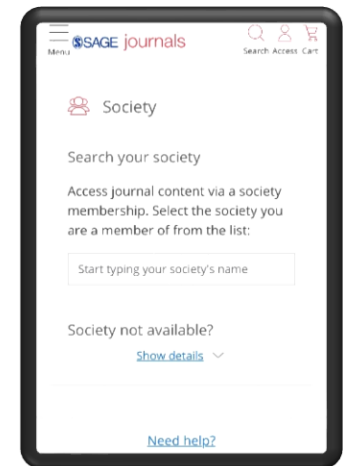 Menu
SAGE journals
Search Access Cart
Society
Search your society
Access journal content via a society
membership. Select the society you
are a member of from the list:
Start typing your society's name
Society not available?
Show details
Need help?